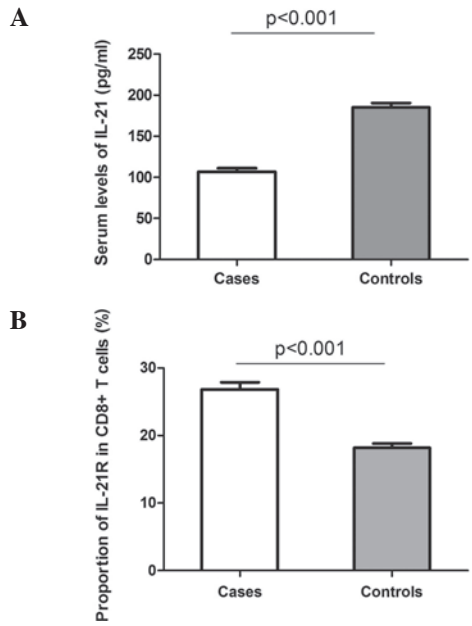 A
p<0.001
Serum levels of IL-21 (pg/ml)
250
200
150
100
50
0
Cases Controls
B
p<0.001
Proportion of IL-21R in CD8+ T cells (%)
30
20
10
0
Cases Controls